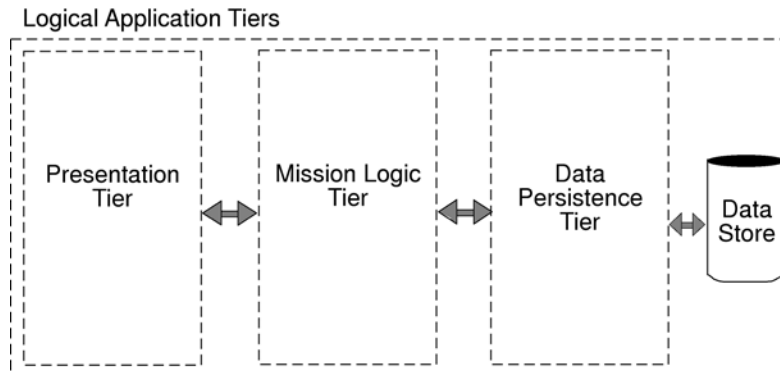 Logical Application Tiers
Presentation
Tier
Mission Logic
Tier
Data
Persistence
Tier
Data
Store